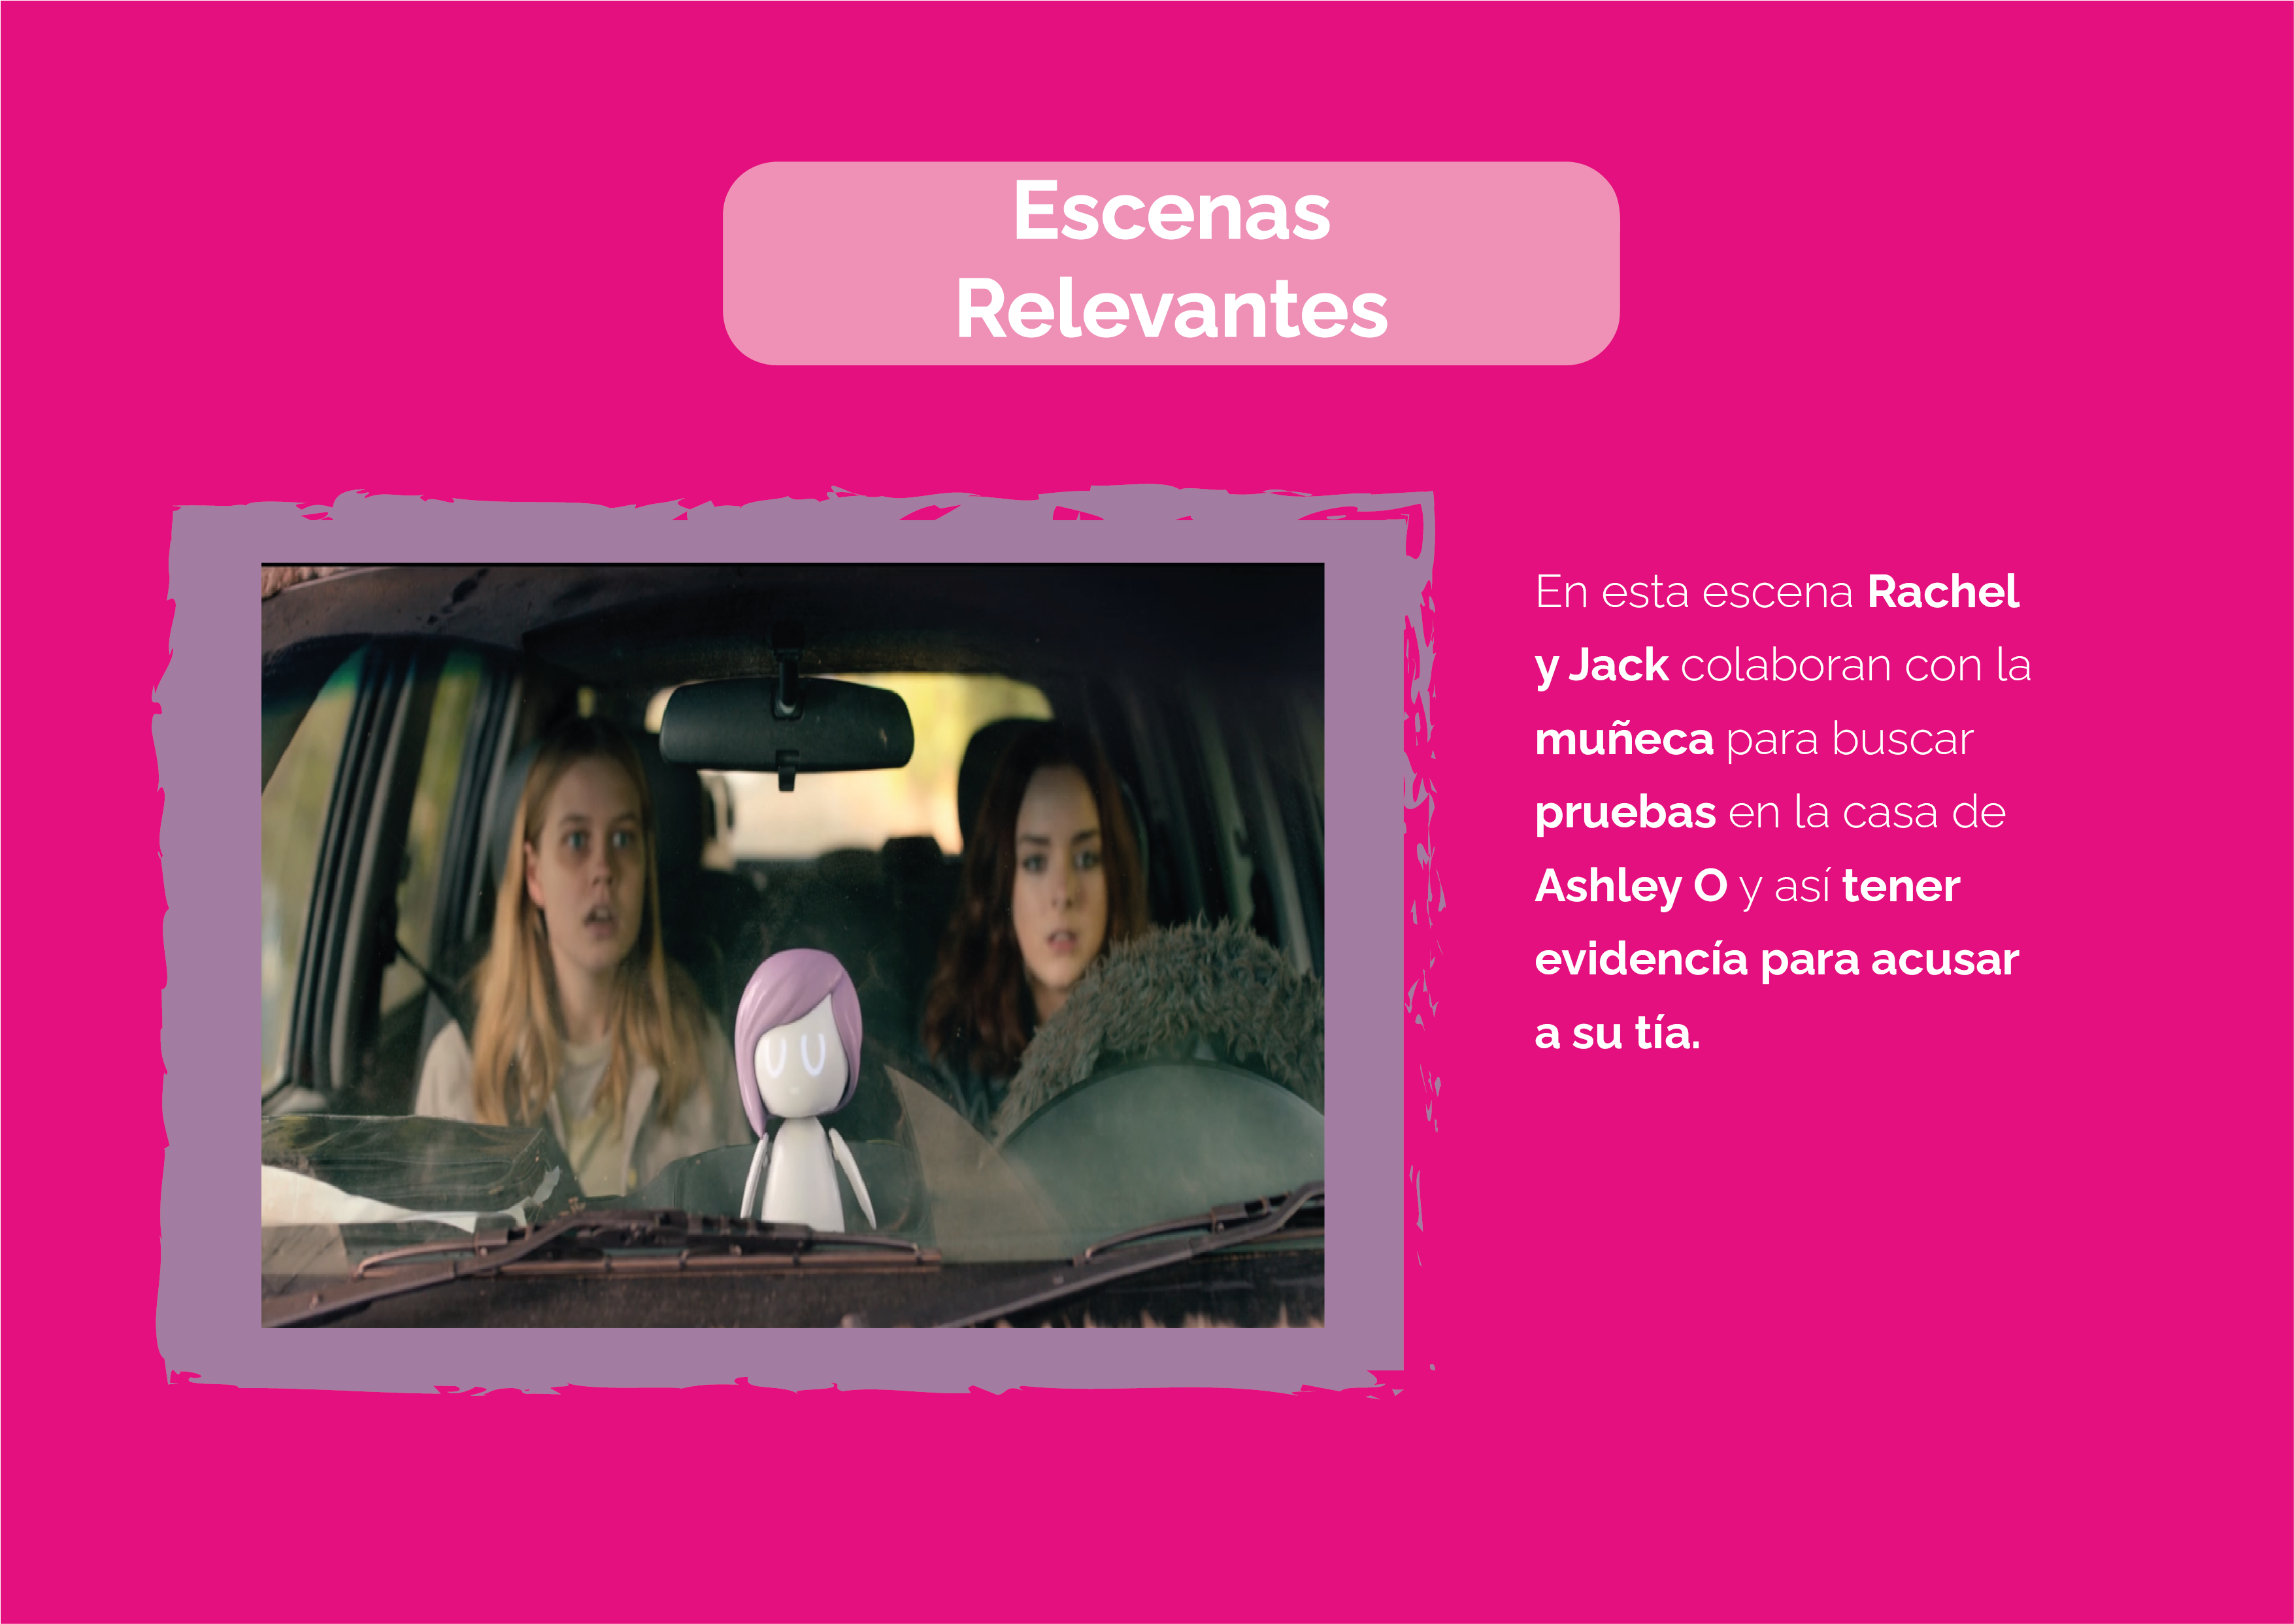 Escenas
Relevantes
En esta escena Rachel
y Jack colaboran con la
muñeca para buscar
pruebas en la casa de
Ashley O y así tener
evidencía para acusar
a su tía.